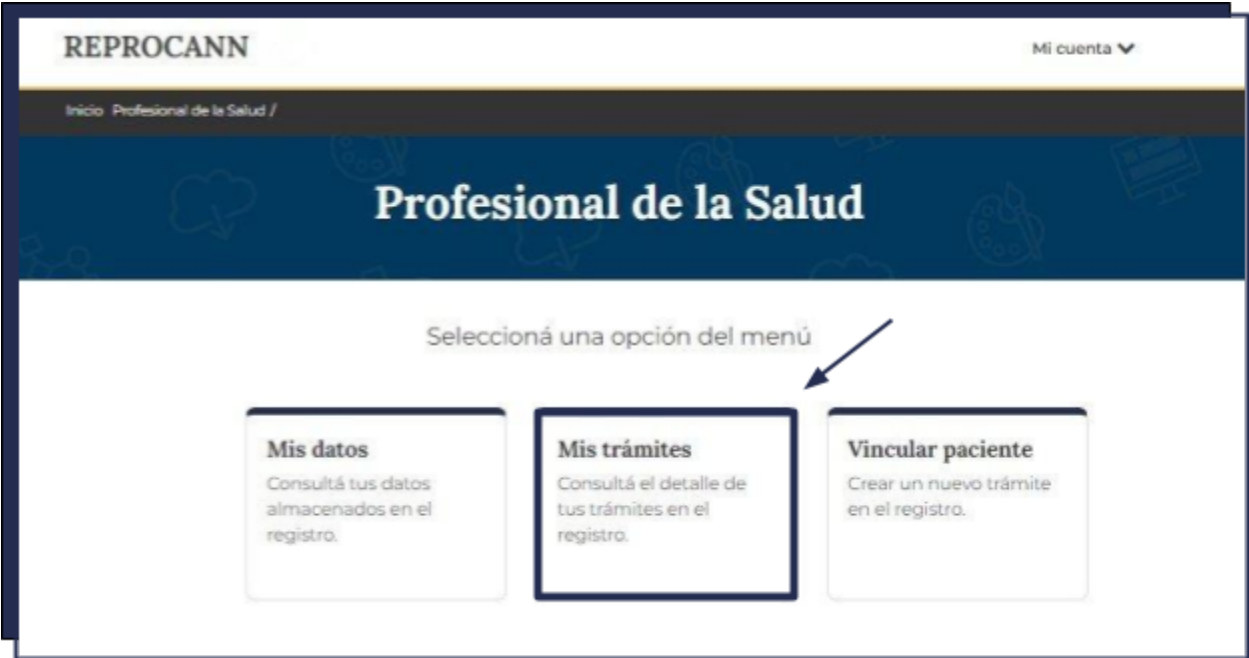 REPROCANN
Mi cuenta
Inicio Profesional de la Salud /
Profesional de la Salud
Seleccioná una opción del menú
Mis datos
Consultá tus datos
almacenados en el
registro.
Mis trámites
Consultá el detalle de
tus trámites en el
registro.
Vincular paciente
Crear un nuevo trámite
en el registro.